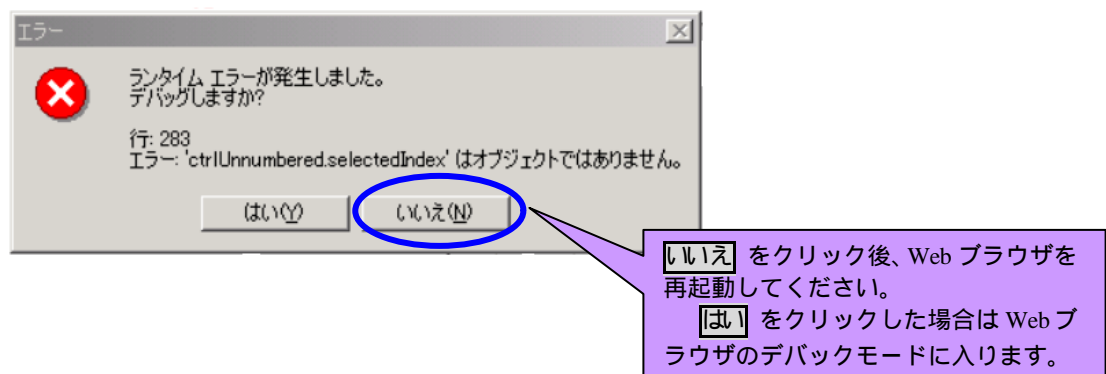 エラー
ランタイム エラーが発生しました。
デバッグしますか?
行: 283
エラー: 'ctrlUnnumbered.selectedIndex' はオブジェクトではありません。
はい(Y) いいえ(N)
いいえ をクリック後、Web ブラウザを
再起動してください。
はい をクリックした場合は Web ブ
ラウザのデバックモードに入ります。